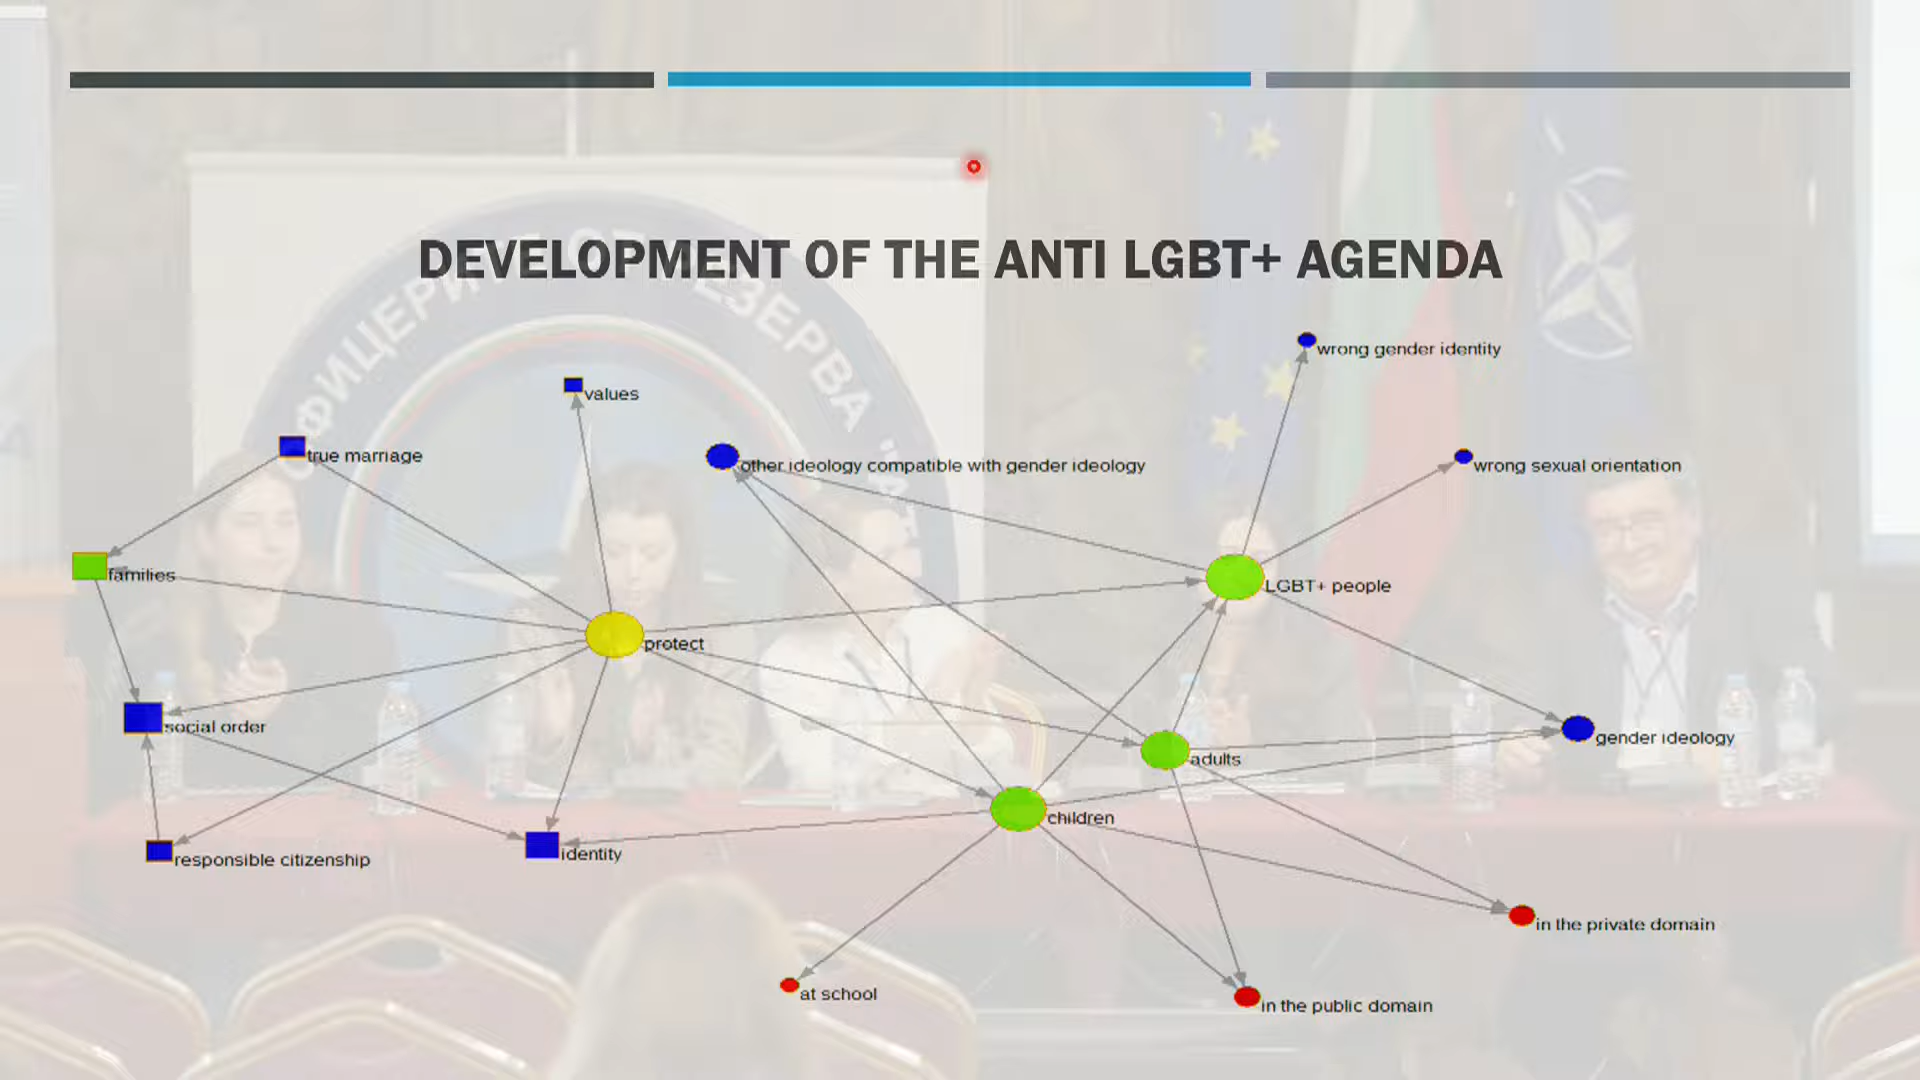 DEVELOPMENT OF THE ANTI LGBT+ AGENDA
wrong gender identity
values
true marriage
other ideology compatible with gender ideology
wrong sexual orientation
families
LGBT+ people
protect
social order
gender ideology
adults
children
responsible citizenship
identity
in the private domain
at school
in the public domain